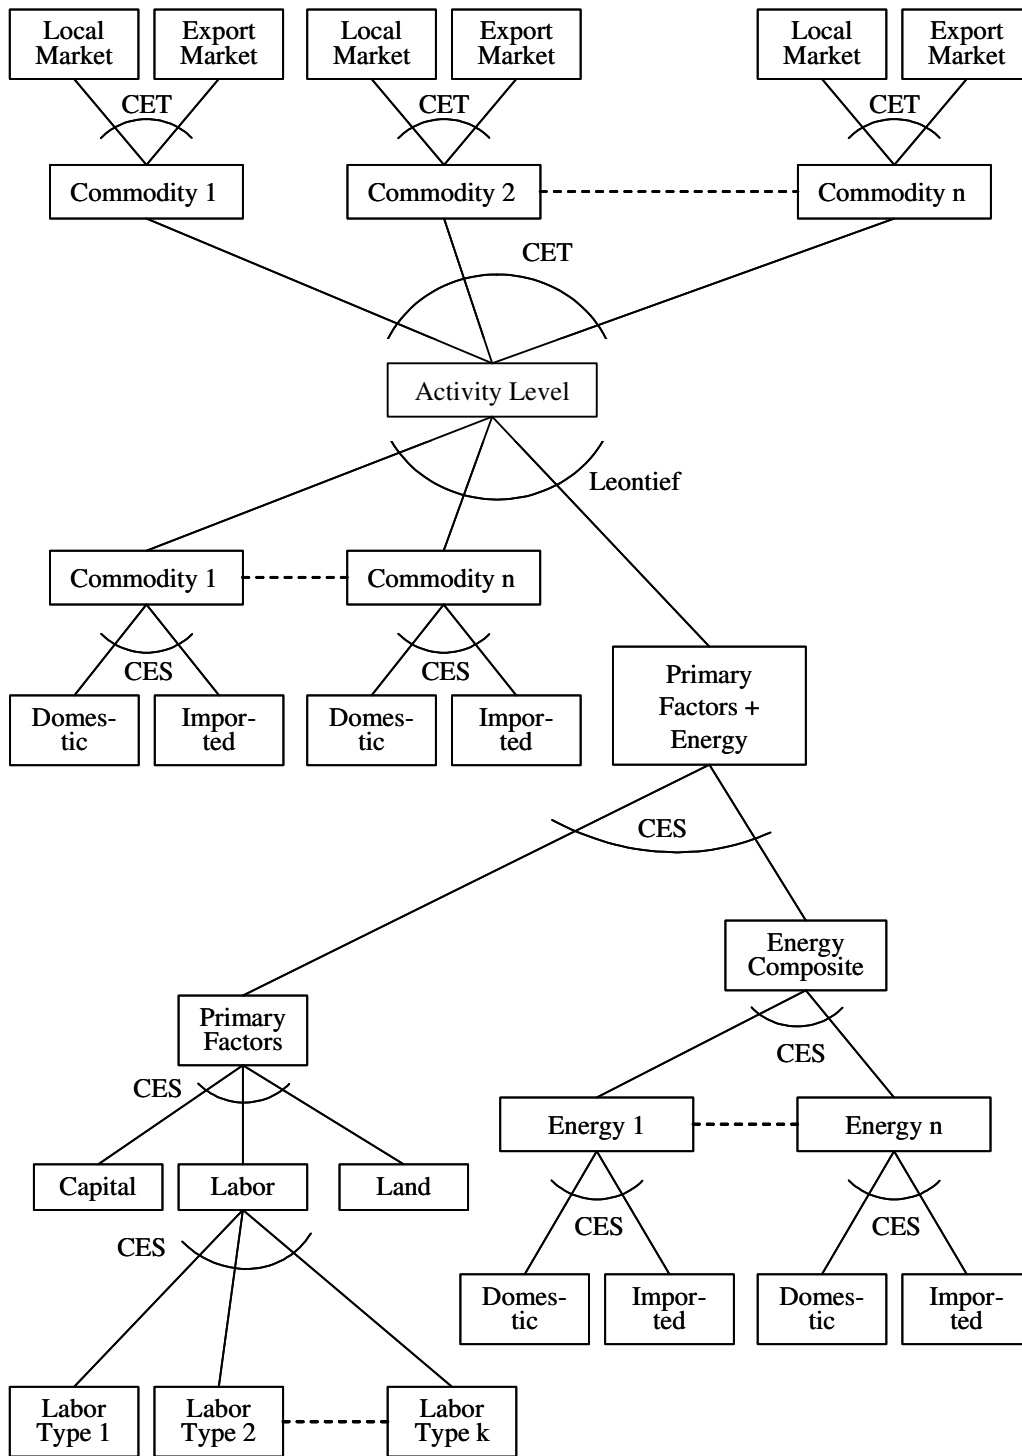 Local
Market
Export
Market
Local
Market
Export
Market
Local
Market
Export
Market
CET
CET
CET
Commodity 1
Commodity 2
Commodity n
CET
Activity Level
Leontief
Commodity 1
Commodity n
CES
CES
Domes-
tic
Impor-
ted
Domes-
tic
Impor-
ted
Primary
Factors +
Energy
CES
Energy
Composite
Primary
Factors
CES
CES
Energy 1
Energy n
Capital
Labor
Land
CES
CES
CES
Domes-
tic
Impor-
ted
Domes-
tic
Impor-
ted
Labor
Type 1
Labor
Type 2
Labor
Type k